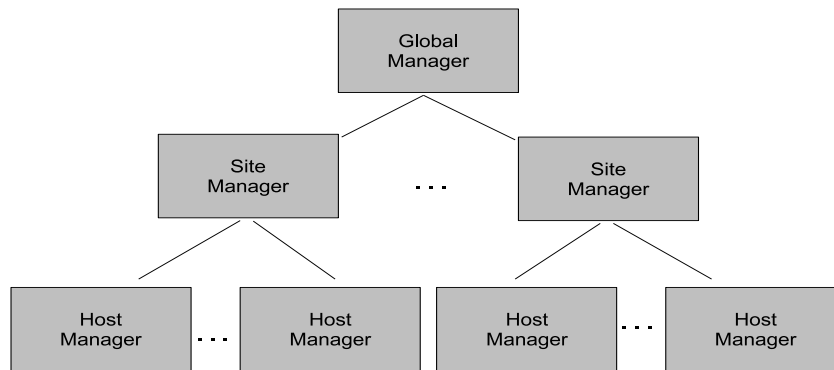 Global
Manager
Site
Manager
...
Site
Manager
Host
Manager
...
Host
Manager
Host
Manager
...
Host
Manager